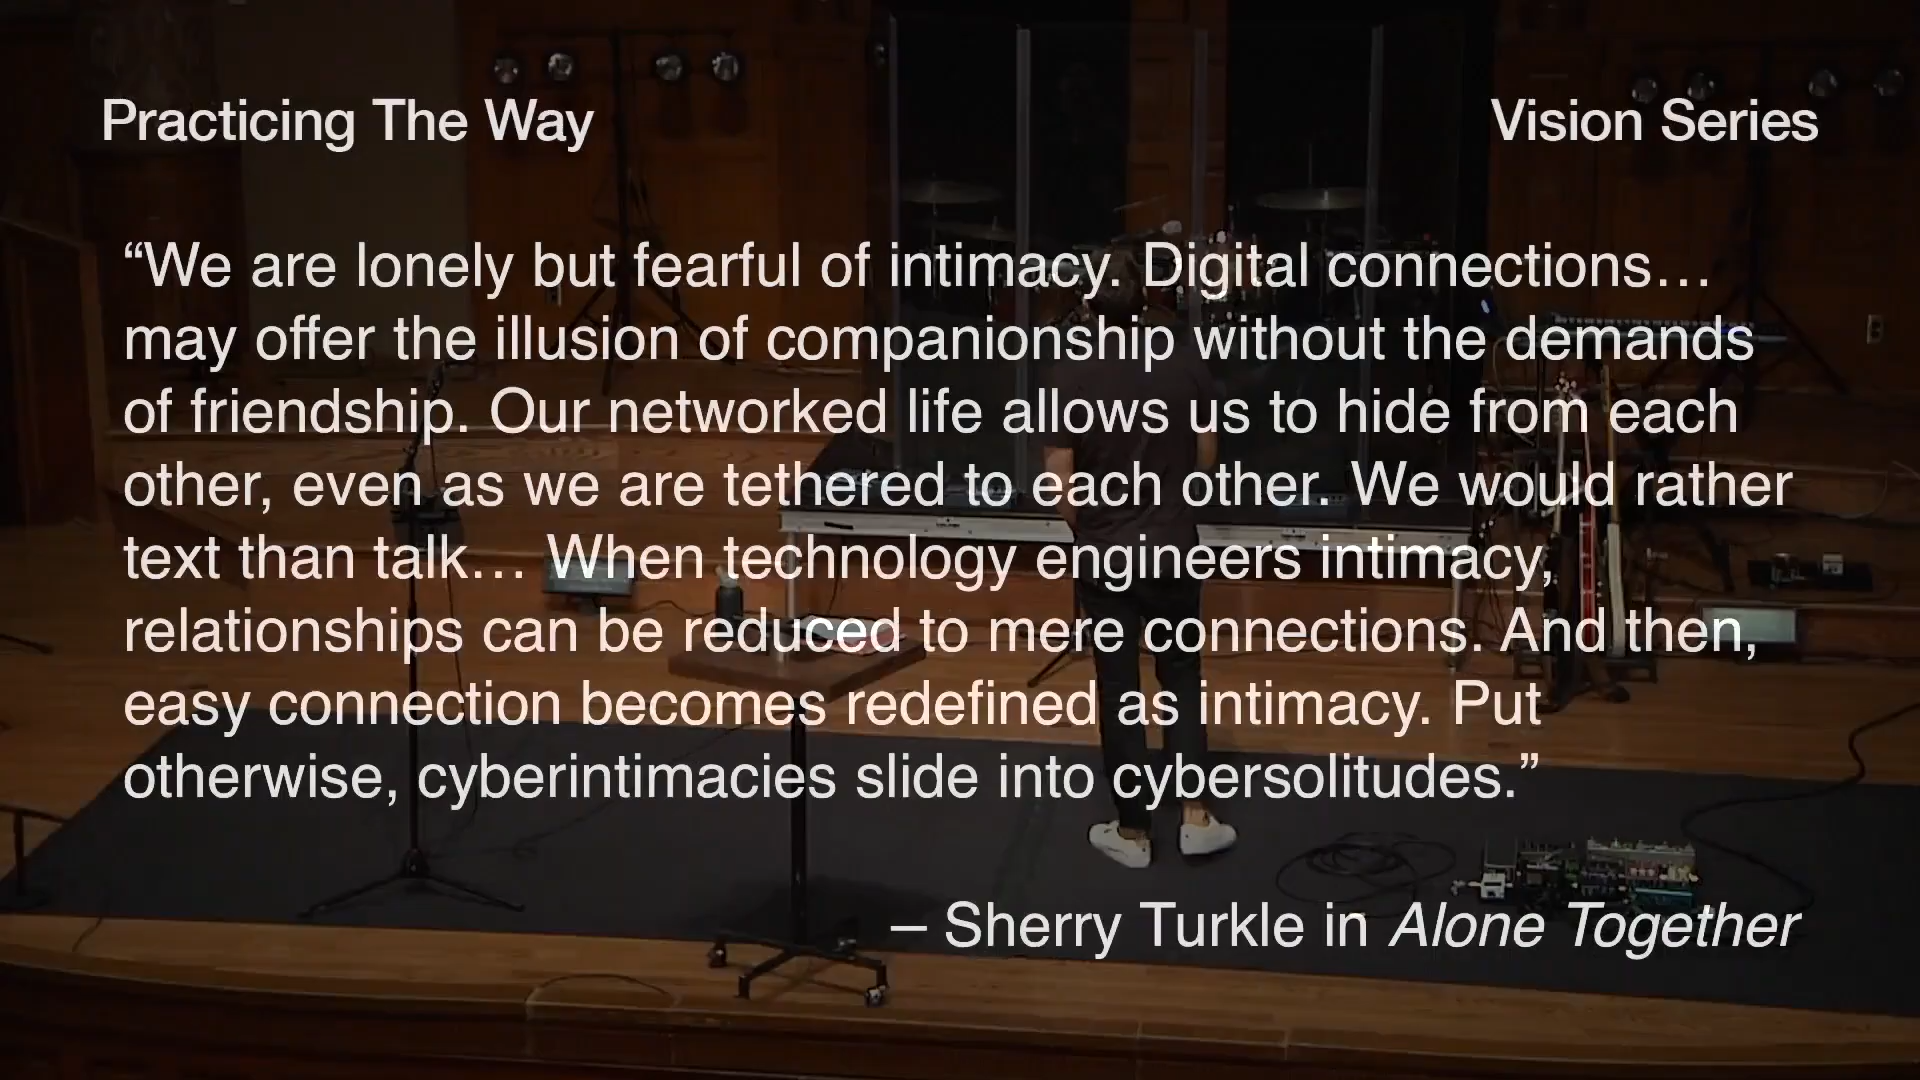 Practicing The Way
Vision Series
“We are lonely but fearful of intimacy. Digital connections…
may offer the illusion of companionship without the demands
of friendship. Our networked life allows us to hide from each
other, even as we are tethered to each other. We would rather
text than talk… When technology engineers intimacy,
relationships can be reduced to mere connections. And then,
easy connection becomes redefined as intimacy. Put
otherwise, cyberintimacies slide into cybersolitudes.”
– Sherry Turkle in Alone Together